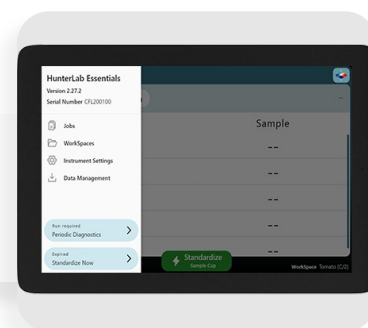 HunterLab Essentials
Version 2.27.2
Serial Number CFL200100
Jobs
WorkSpaces
Instrument Settings
Data Management
Run required
Periodic Diagnostics
Expired
Standardize Now
Sample
--
--
--
--
--
Standardize
Sample Cup
WorkSpace Tomato (C/2)